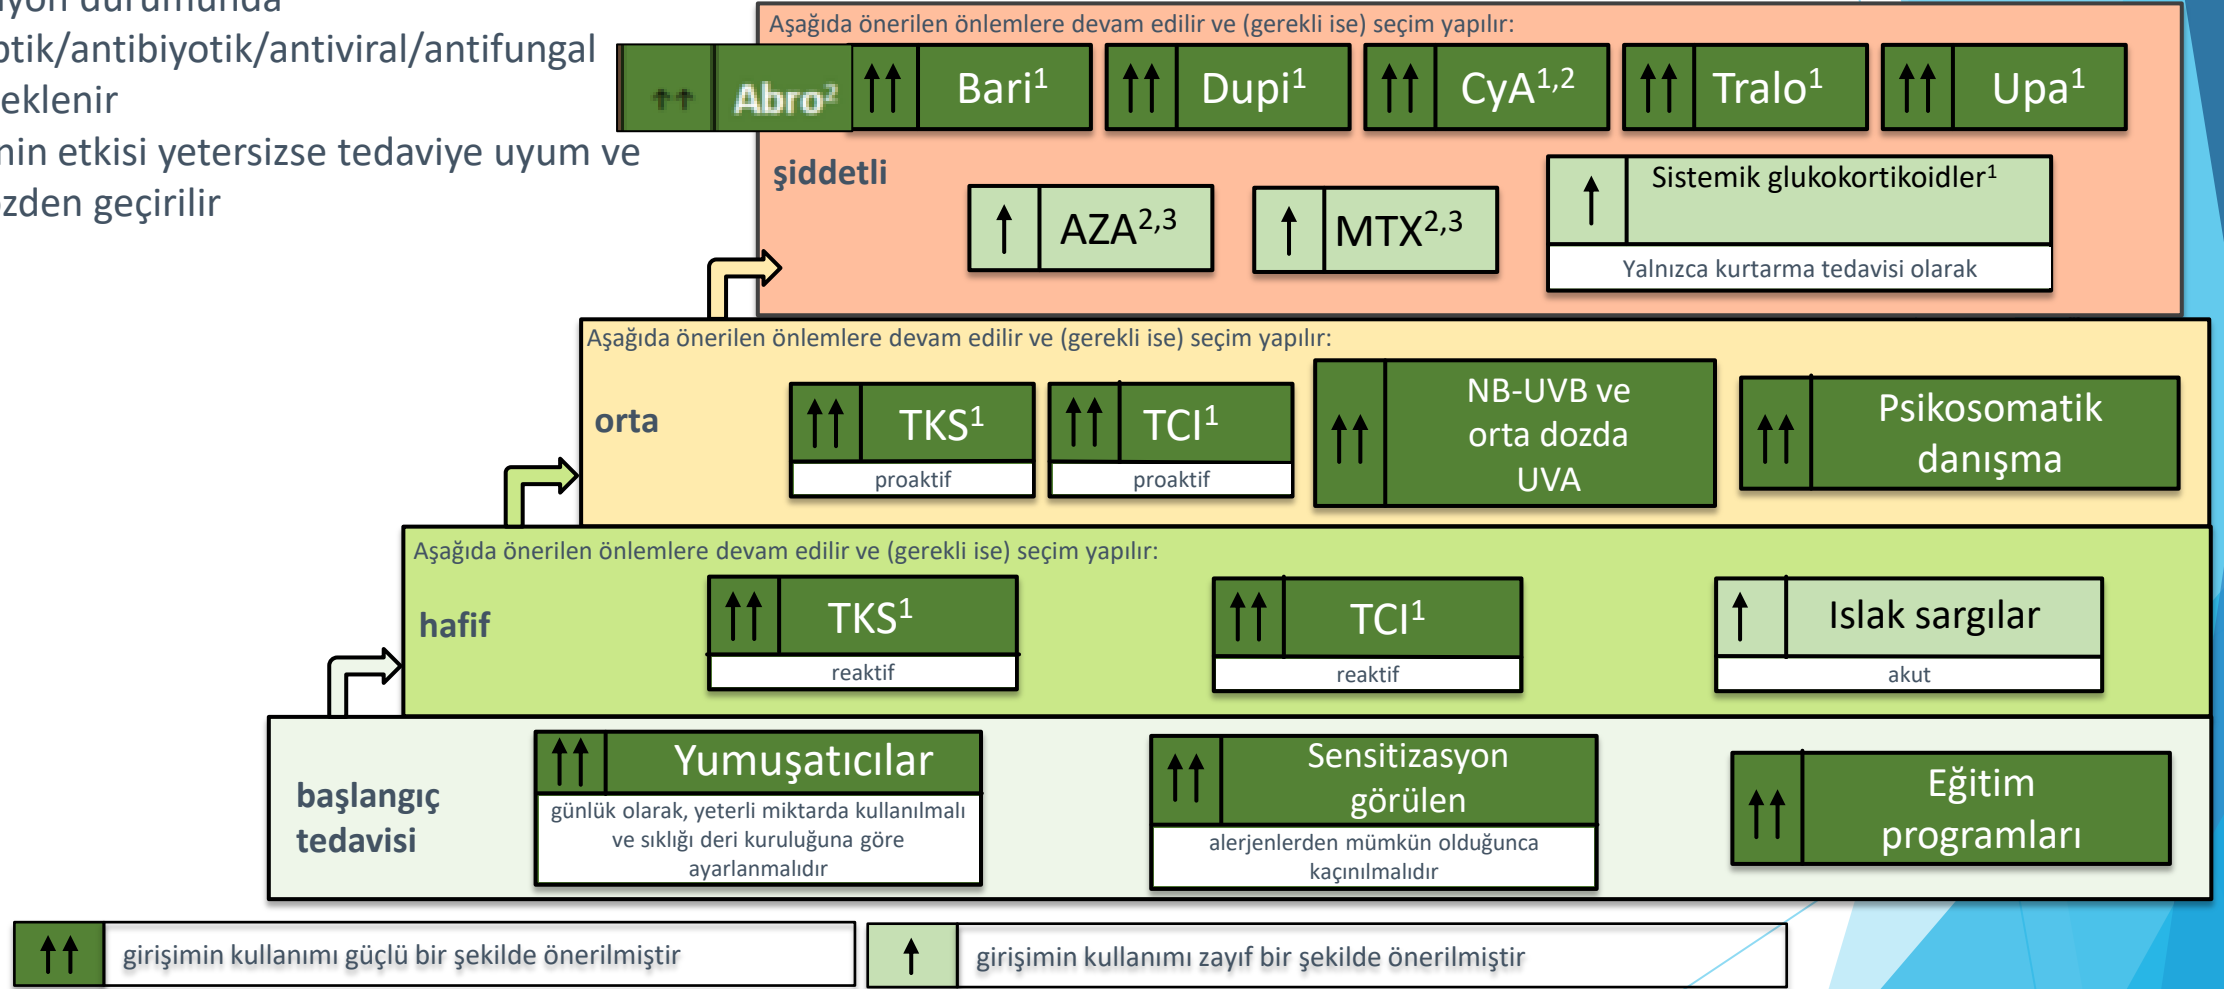 yon durumunda
tik/antibiyotik/antiviral/antifungal
eklenir
nin etkisi yetersizse tedaviye uyum ve
zden geçirilir
Aşağıda önerilen önlemlere devam edilir ve (gerekli ise) seçim yapılır:
↑↑ Abro²
↑↑ Bari¹
↑↑ Dupi¹
↑↑ CyA¹,²
↑↑ Tralo¹
↑↑ Upa¹
şiddetli
↑ AZA²,³
↑ MTX²,³
↑ Sistemik glukokortikoidler¹
Yalnızca kurtarma tedavisi olarak
Aşağıda önerilen önlemlere devam edilir ve (gerekli ise) seçim yapılır:
orta
↑↑ TKS¹
proaktif
↑↑ TCI¹
proaktif
↑↑ NB-UVB ve
orta dozda
UVA
↑↑ Psikosomatik
danışma
Aşağıda önerilen önlemlere devam edilir ve (gerekli ise) seçim yapılır:
hafif
↑↑ TKS¹
reaktif
↑↑ TCI¹
reaktif
↑ Islak sargılar
akut
başlangıç
tedavisi
↑↑ Yumuşatıcılar
günlük olarak, yeterli miktarda kullanılmalı
ve sıklığı deri kuruluğuna göre
ayarlanmalıdır
↑↑ Sensitizasyon
görülen
alerjenlerden mümkün olduğunca
kaçınılmalıdır
↑↑ Eğitim
programları
↑↑ girişimin kullanımı güçlü bir şekilde önerilmiştir
↑ girişimin kullanımı zayıf bir şekilde önerilmiştir